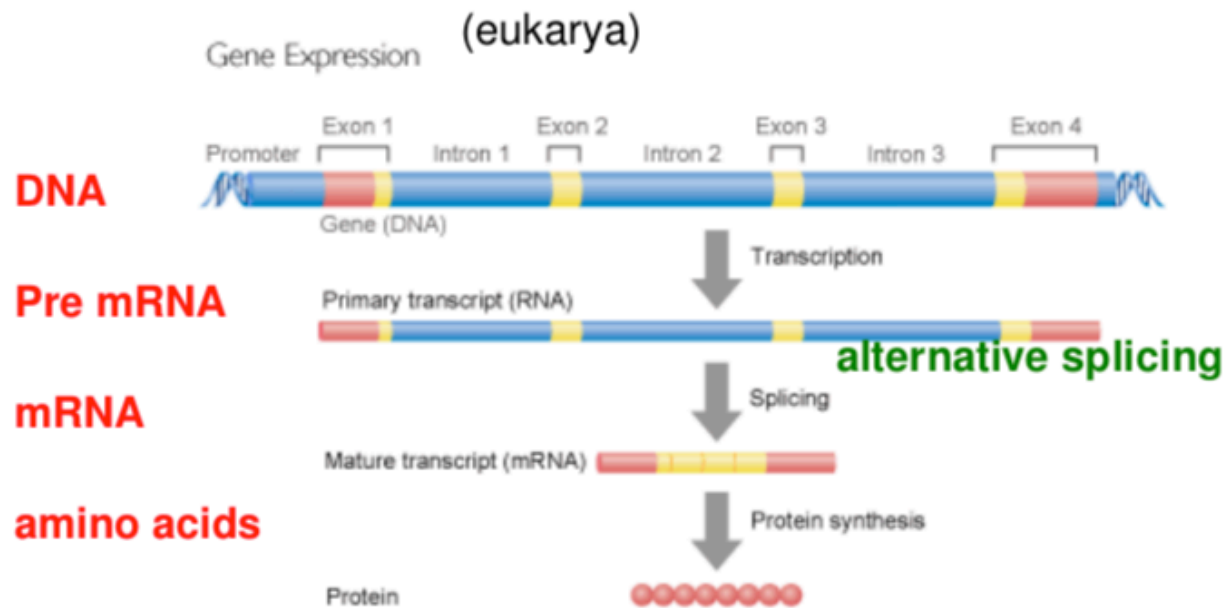 (eukarya)
Gene Expression
Exon 1
Exon 2
Exon 3
Exon 4
Promoter
Intron 1
Intron 2
Intron 3
DNA
Gene (DNA)
Transcription
Pre mRNA
Primary transcript (RNA)
alternative splicing
Splicing
mRNA
Mature transcript (mRNA)
amino acids
Protein synthesis
Protein